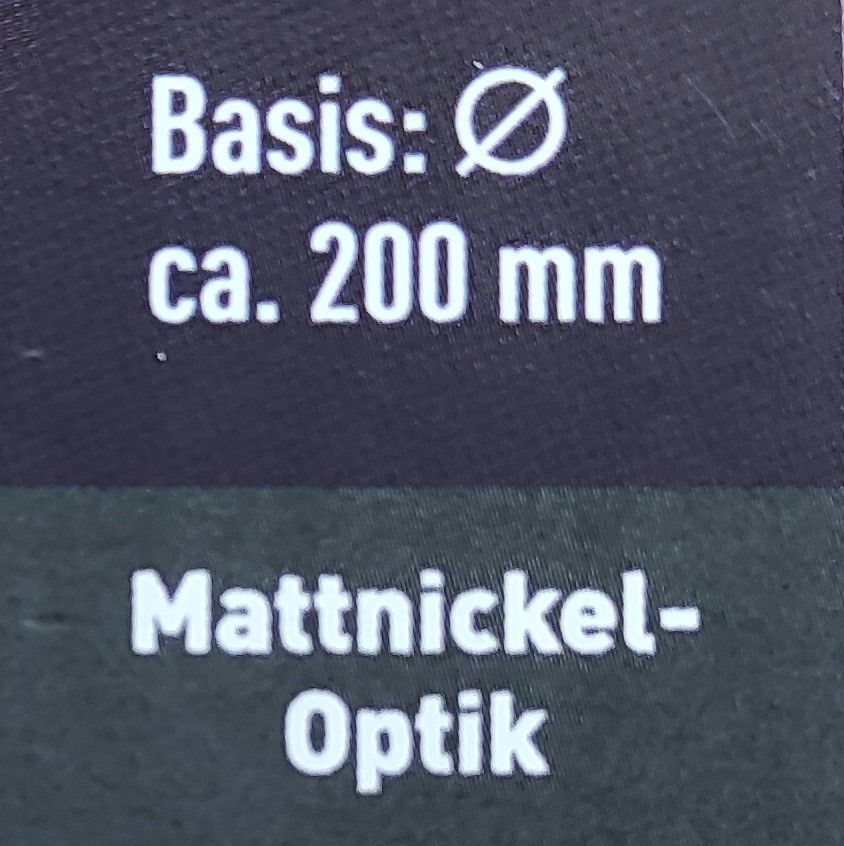 Basis: Ø
ca. 200 mm
Mattnickel-
Optik